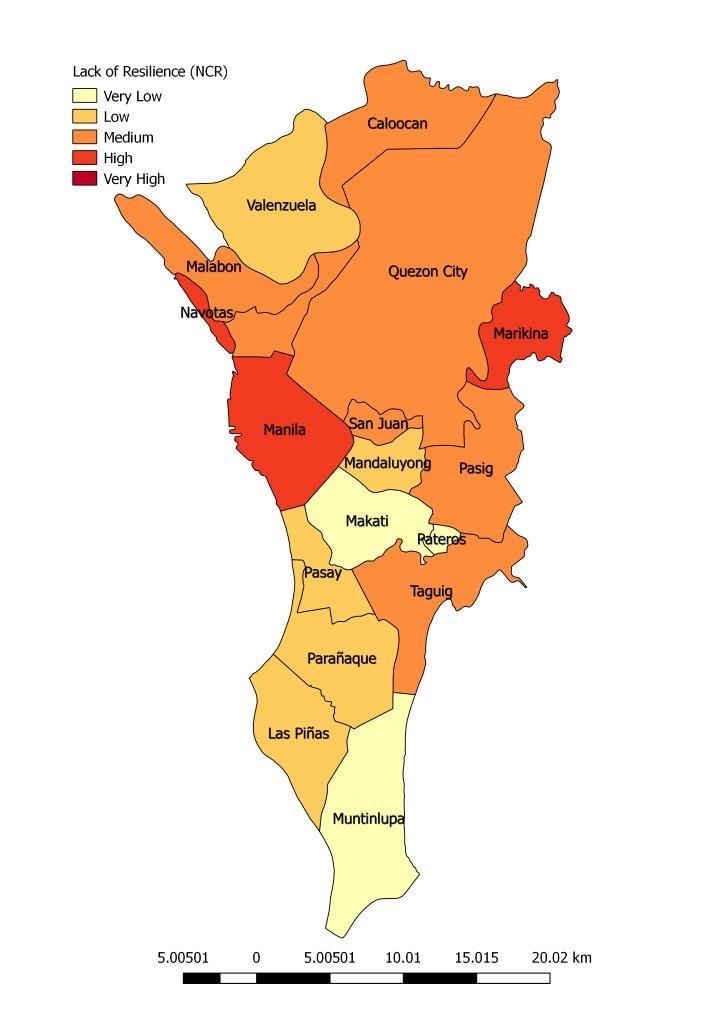 Lack of Resilience (NCR)
Very Low
Low
Medium
High
Very High
Caloocan
Valenzuela
Malabon
Quezon City
Navotas
Marikina
San Juan
Manila
Mandaluyong
Pasig
Makati
Pateros
Pasay
Taguig
Parañaque
Las Piñas
Muntinlupa
5.00501 0 5.00501 10.01 15.015 20.02 km